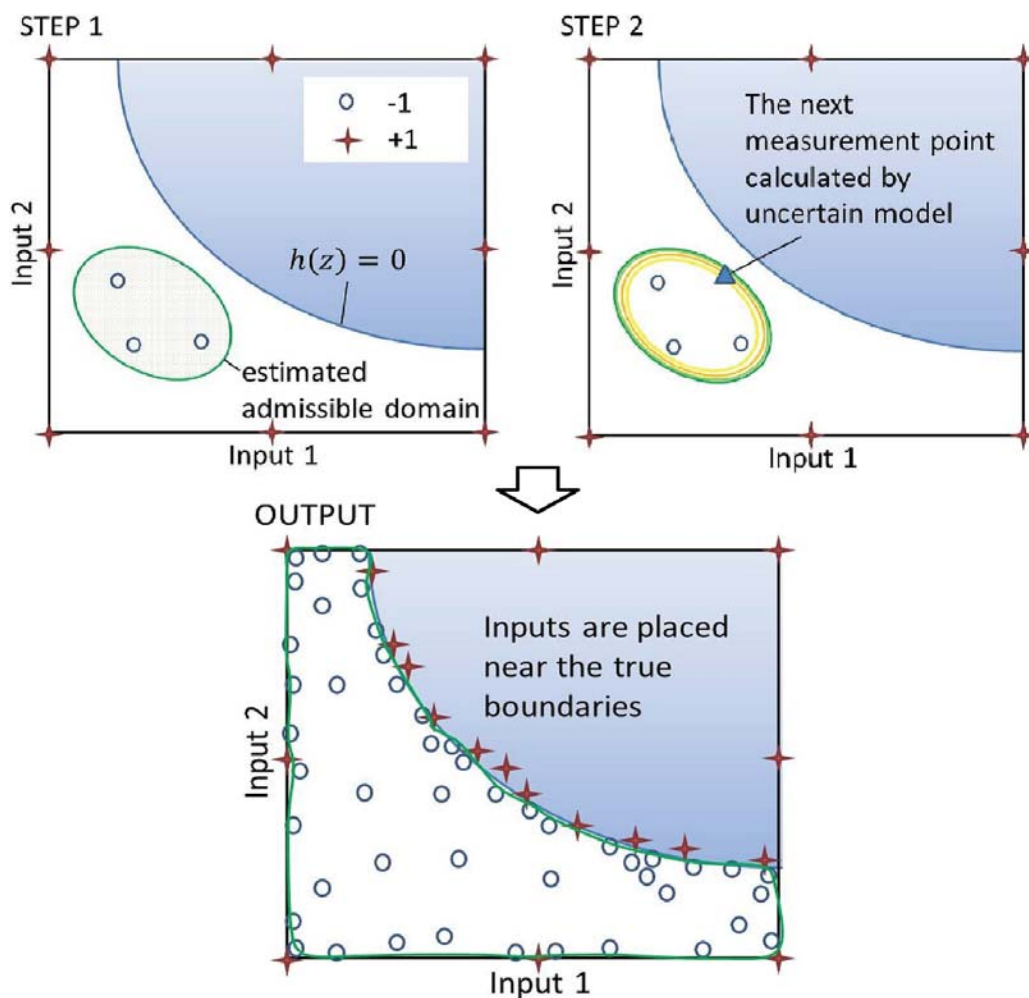 STEP 1
-1
+1
Input 2
h(z) = 0
estimated
admissible domain
Input 1
STEP 2
The next
measurement point
calculated by
uncertain model
Input 2
Input 1
OUTPUT
Inputs are placed
near the true
boundaries
Input 2
Input 1